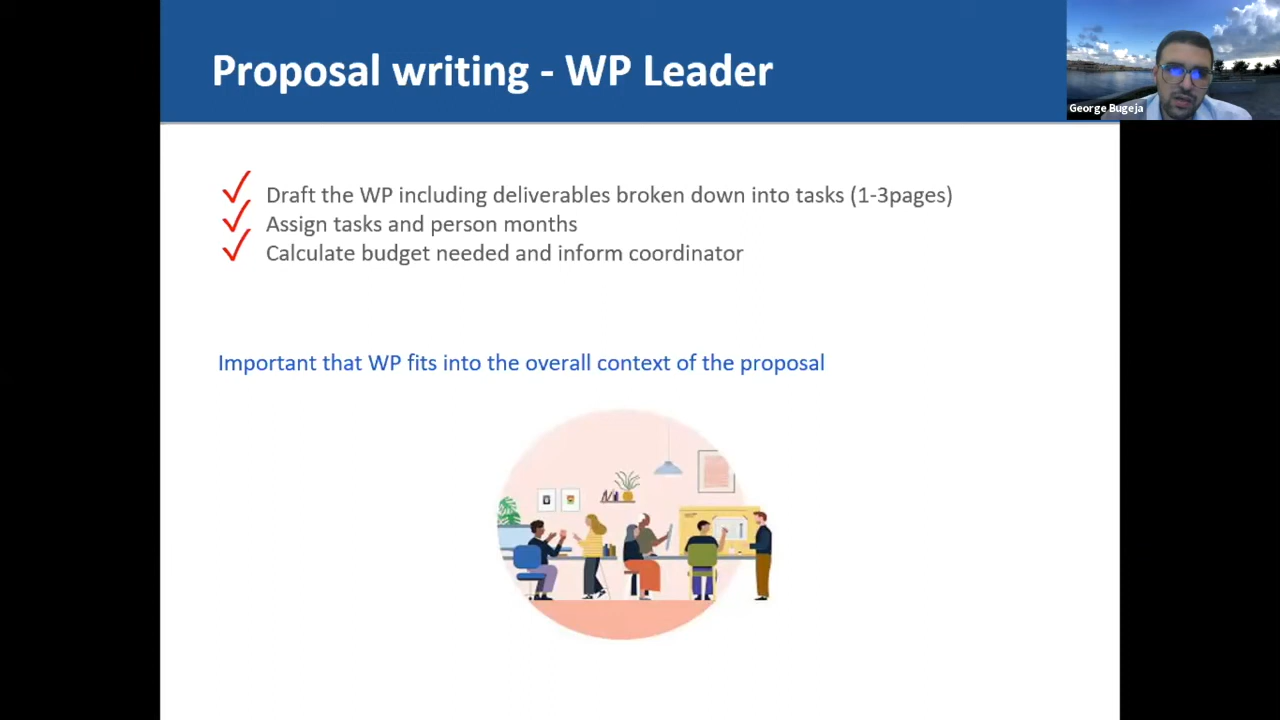 Proposal writing - WP Leader
George Bugeja
Draft the WP including deliverables broken down into tasks (1-3pages)
Assign tasks and person months
Calculate budget needed and inform coordinator
Important that WP fits into the overall context of the proposal